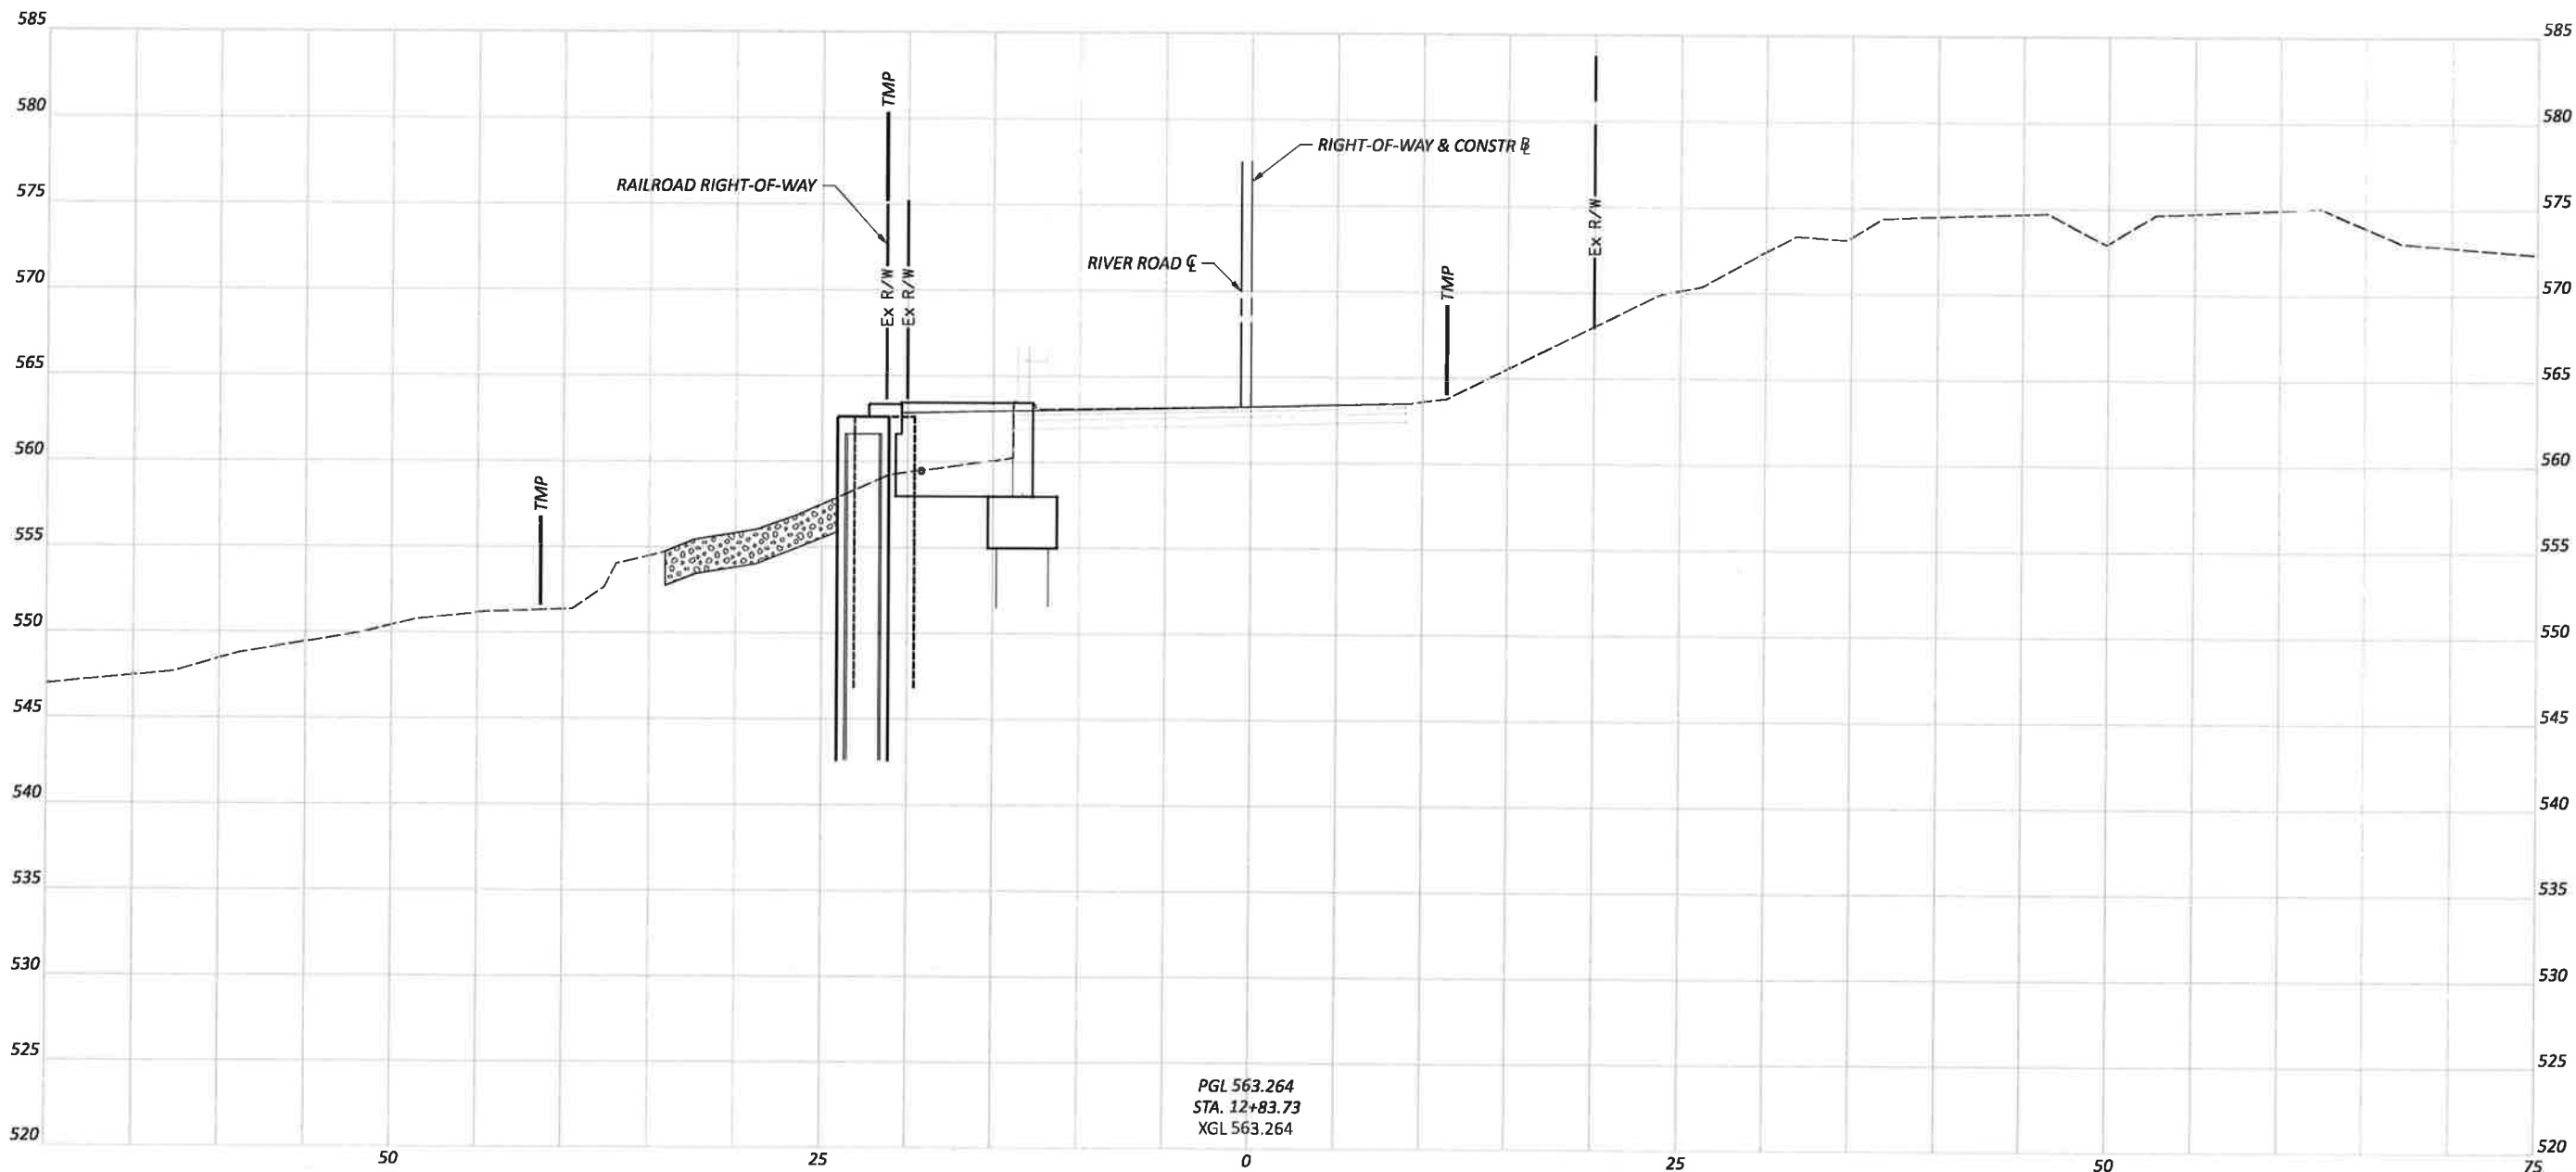 585
585
TMP
580
580
RIGHT-OF-WAY & CONSTR ⅊
RAILROAD RIGHT-OF-WAY
575
575
Ex R/W
RIVER ROAD ℄
Ex R/W
Ex R/W
TMP
570
570
565
565
560
560
TMP
555
555
550
550
545
545
540
540
535
535
530
530
525
525
PGL 563.264
STA. 12+83.73
XGL 563.264
520
520
50
25
0
25
50
75